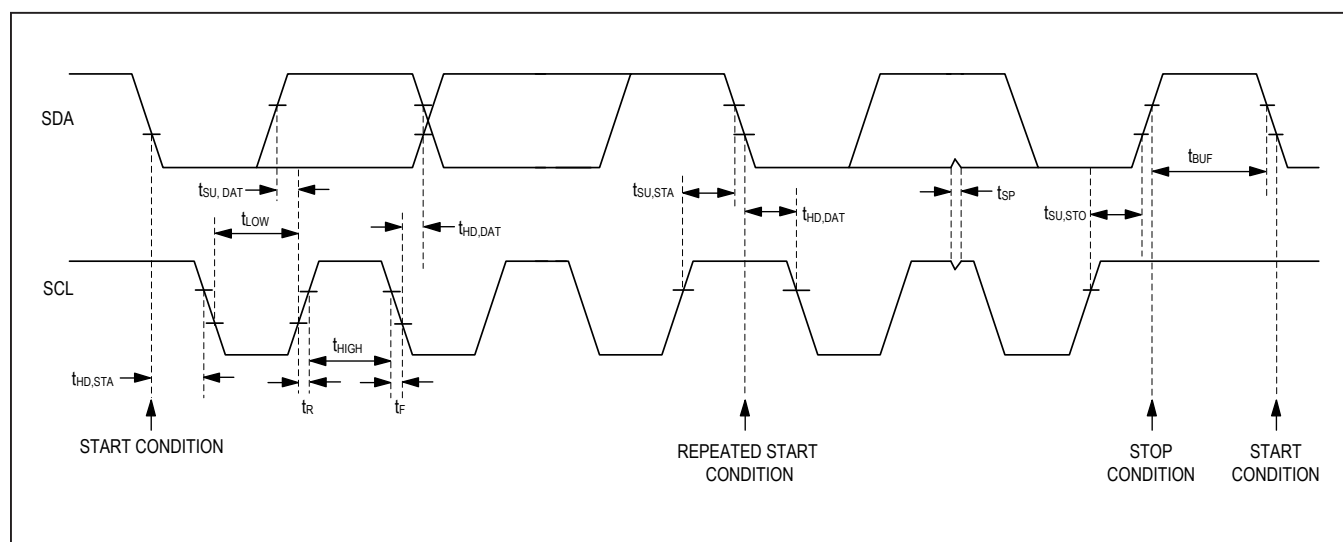 SDA
tSU, DAT
tLOW
tHD,DAT
tSU,STA
tHD,DAT
tSP
tSU,STO
tBUF
SCL
tHD,STA
tR
tHIGH
tF
START CONDITION
REPEATED START
CONDITION
STOP
CONDITION
START
CONDITION